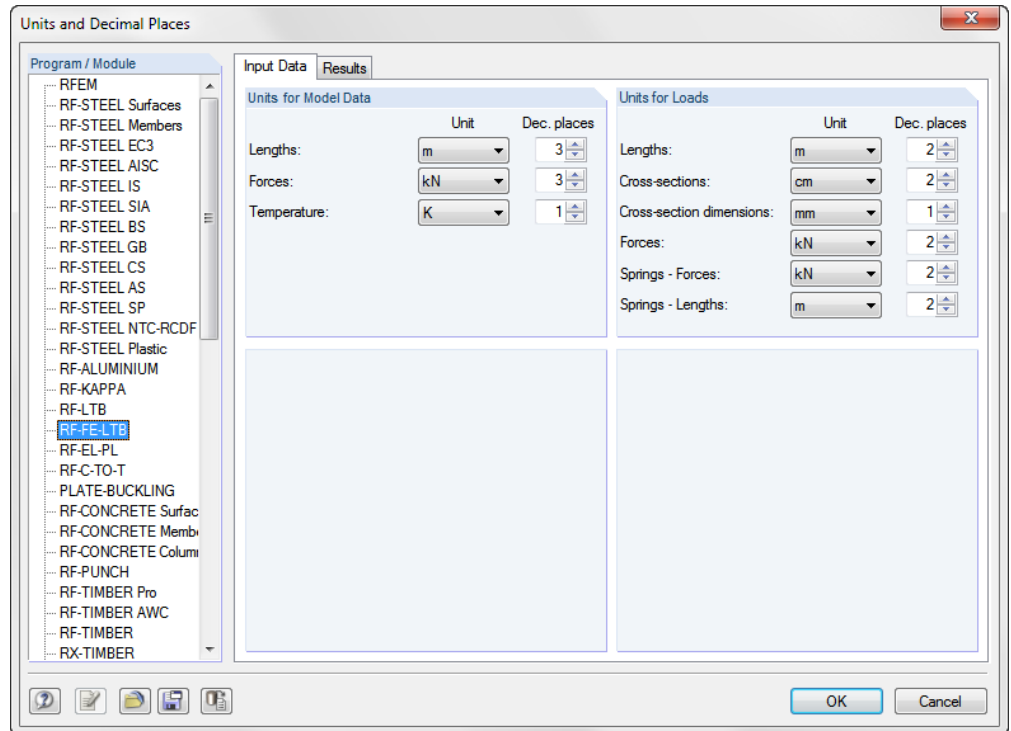 Units and Decimal Places
Program / Module
RFEM
RF-STEEL Surfaces
RF-STEEL Members
RF-STEEL EC3
RF-STEEL AISC
RF-STEEL IS
RF-STEEL SIA
RF-STEEL BS
RF-STEEL GB
RF-STEEL CS
RF-STEEL AS
RF-STEEL SP
RF-STEEL NTC-RCDF
RF-STEEL Plastic
RF-ALUMINIUM
RF-KAPPA
RF-LTB
RF-FE-LTB
RF-EL-PL
RF-C-TO-T
PLATE-BUCKLING
RF-CONCRETE Surfac
RF-CONCRETE Membe
RF-CONCRETE Column
RF-PUNCH
RF-TIMBER Pro
RF-TIMBER AWC
RF-TIMBER
RX-TIMBER
Input Data Results
Units for Model Data
Unit Dec. places
Lengths: m 3
Forces: kN 3
Temperature: K 1
Units for Loads
Unit Dec. places
Lengths: m 2
Cross-sections: cm 2
Cross-section dimensions: mm 1
Forces: kN 2
Springs - Forces: kN 2
Springs - Lengths: m 2
OK Cancel